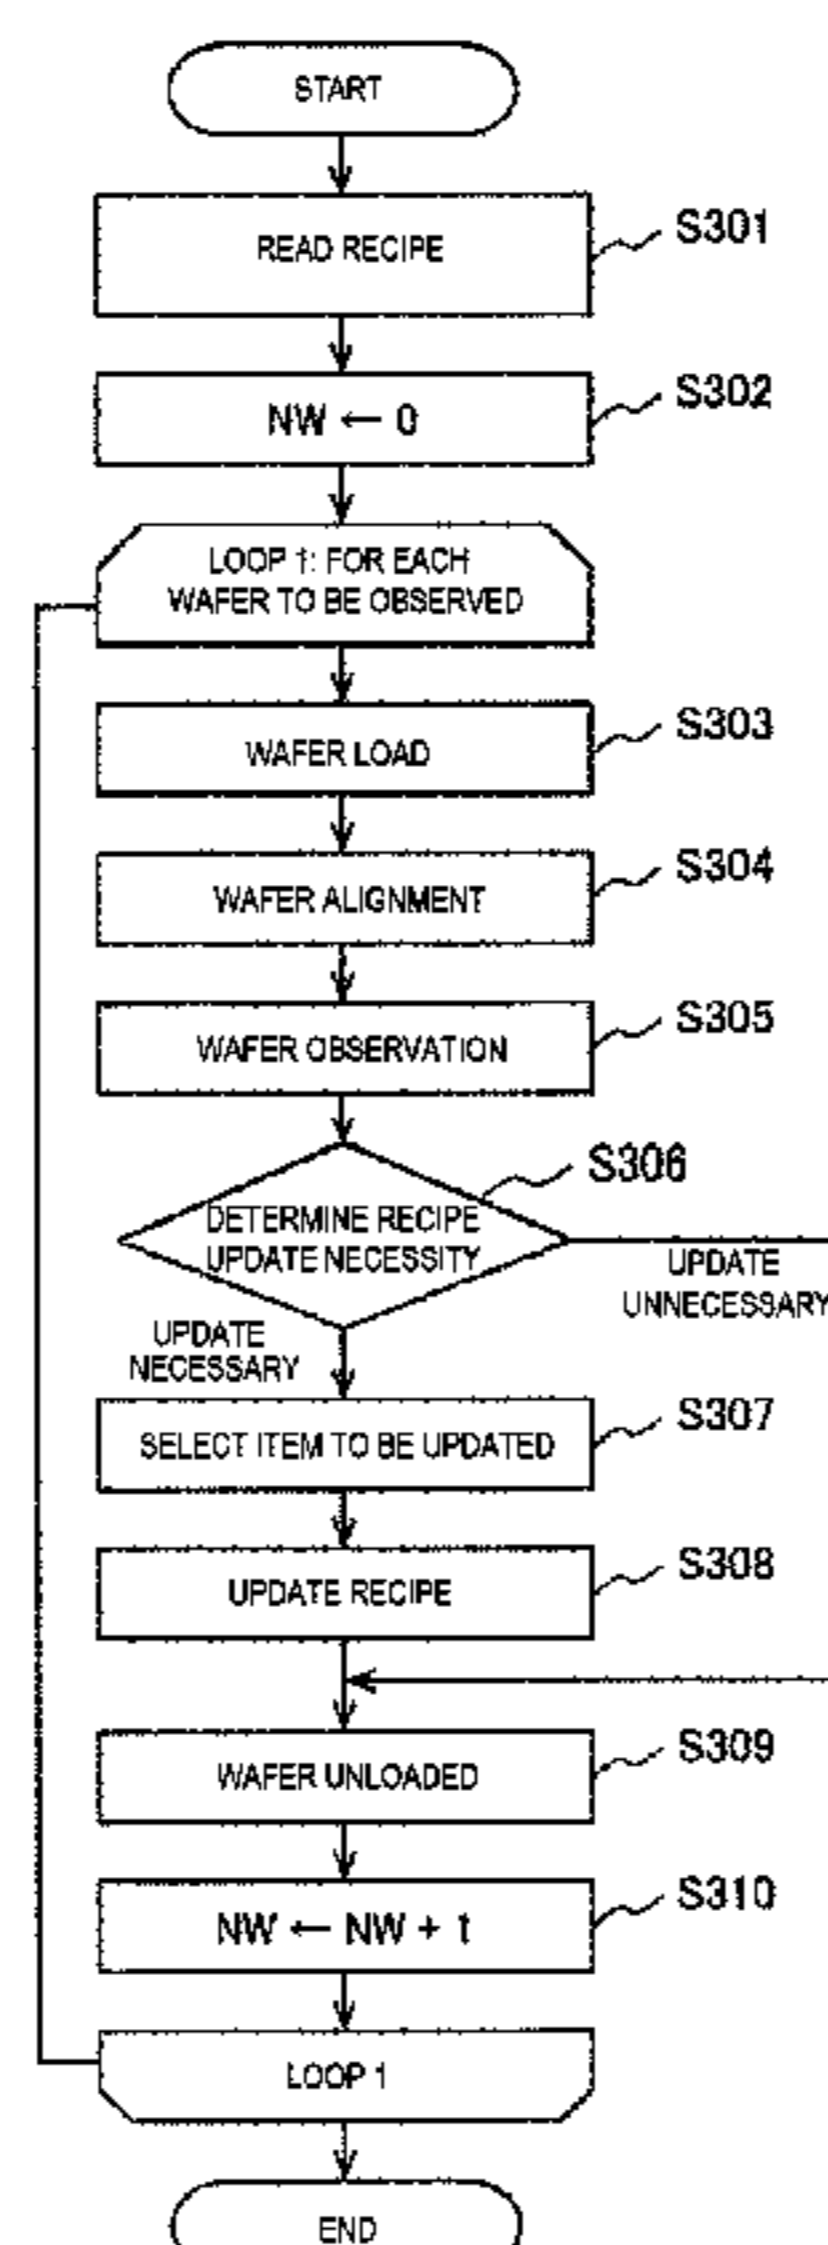 START
READ RECIPE
S301
NW ← 0
S302
LOOP 1: FOR EACH
WAFER TO BE OBSERVED
WAFER LOAD
S303
WAFER ALIGNMENT
S304
WAFER OBSERVATION
S305
S306
DETERMINE RECIPE
UPDATE NECESSITY
UPDATE
UNNECESSARY
UPDATE
NECESSARY
SELECT ITEM TO BE UPDATED
S307
UPDATE RECIPE
S308
WAFER UNLOADED
S309
NW ← NW + 1
S310
LOOP 1
END